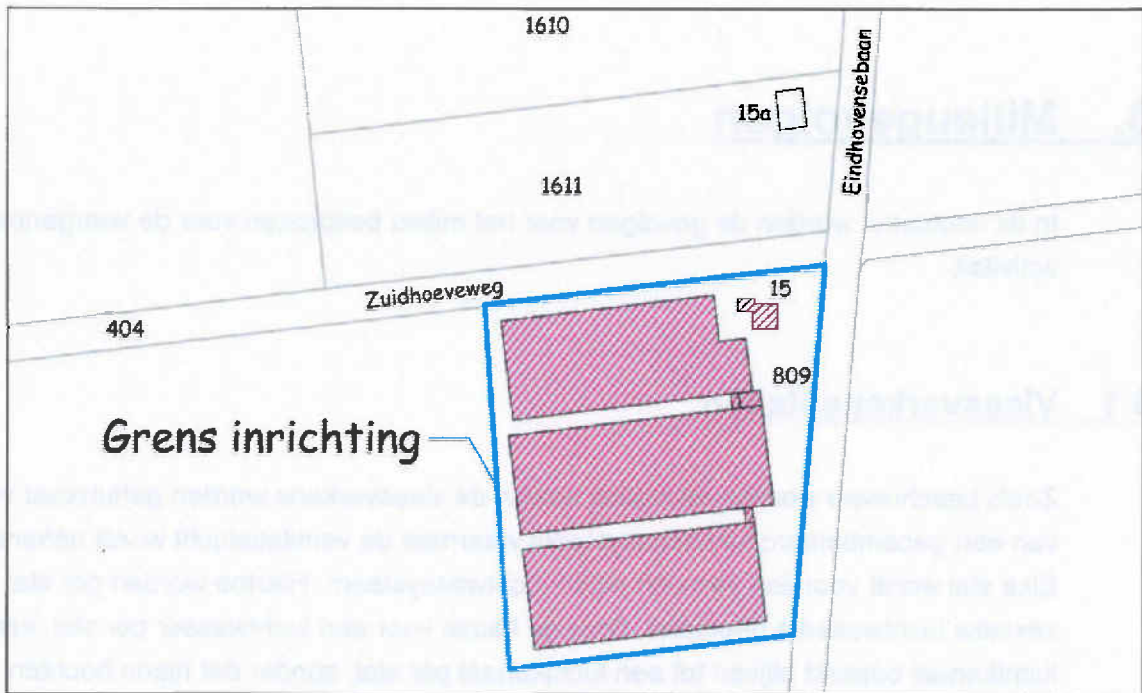 1610
15a
Eindhovensebaan
1611
Zuidhoeveweg
15
404
809
Grens inrichting